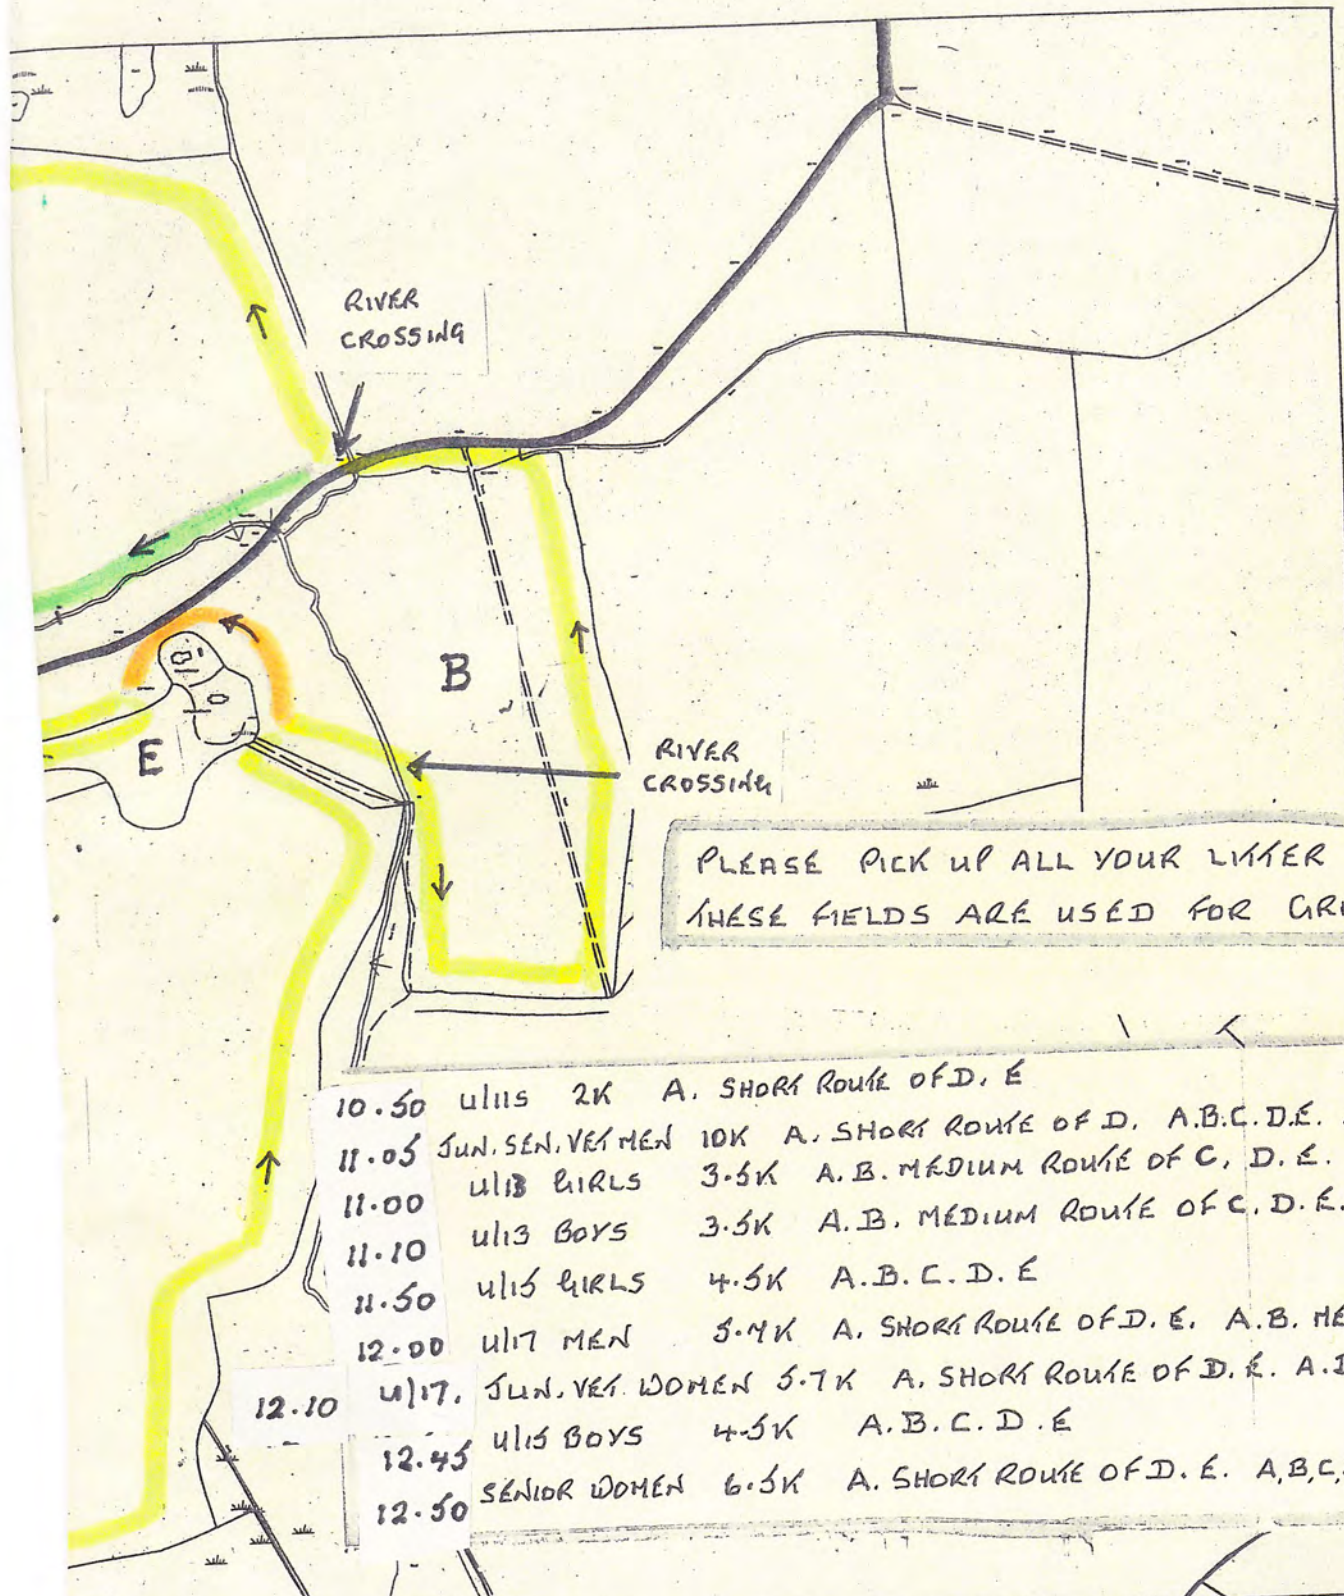 RIVER
CROSSING
B
E
RIVER
CROSSING
PLEASE PICK UP ALL YOUR LITTER
THESE FIELDS ARE USED FOR GR
10.50 U/11S 2K A. SHORT ROUTE OF D. E
11.05 JUN. SEN. VET MEN 10K A. SHORT ROUTE OF D. A.B.C.D.E.
11.00 U/13 GIRLS 3.5K A.B. MEDIUM ROUTE OF C, D. E.
11.10 U/13 BOYS 3.5K A.B. MEDIUM ROUTE OF C. D. E.
11.50 U/15 GIRLS 4.5K A.B.C.D.E
12.00 U/17 MEN A. SHORT ROUTE OF D. E. A.B. ME
12.10 U/17. JUN. VET. WOMEN 5.7K A. SHORT ROUTE OF D. E. A.B
12.45 U/15 BOYS 4.5K A.B.C.D.E
12.50 SENIOR WOMEN 6.5K A. SHORT ROUTE OF D. E. A,B,C,